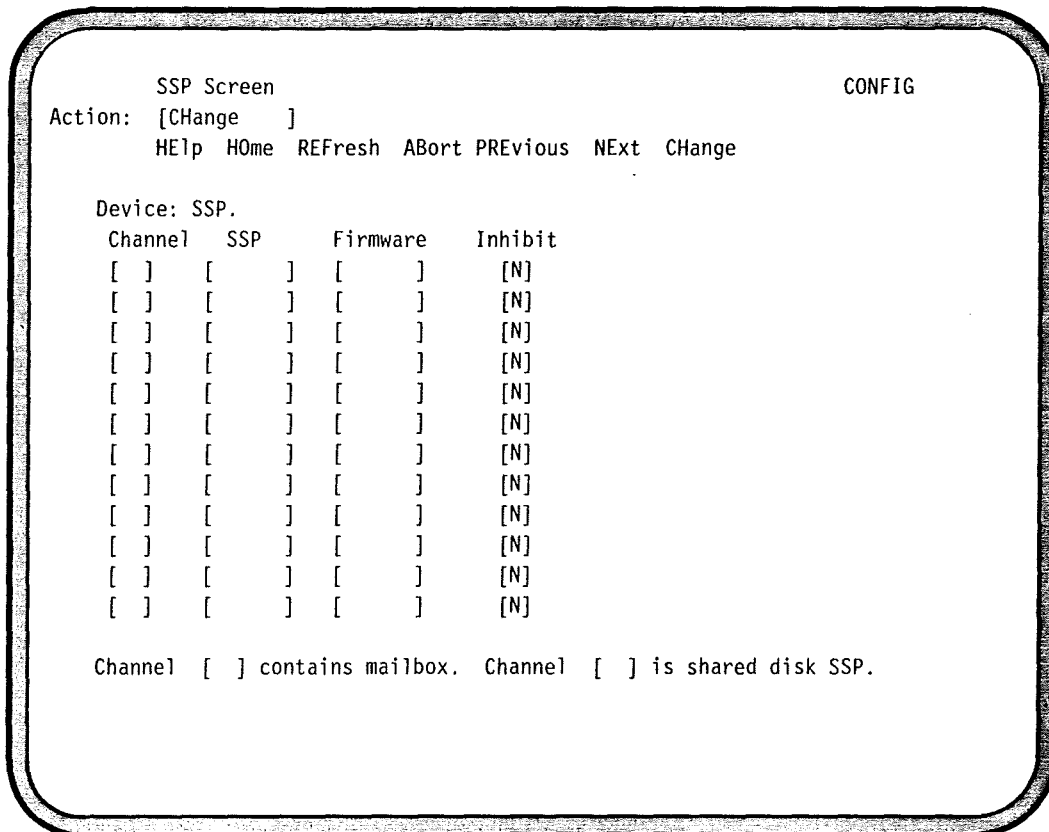 SSP Screen CONFIG
Action: [CHange ]
HElp HOme REFresh ABort PREvious NExt CHange
Device: SSP.
Channel SSP Firmware Inhibit
[ ] [ ] [ ] [N]
[ ] [ ] [ ] [N]
[ ] [ ] [ ] [N]
[ ] [ ] [ ] [N]
[ ] [ ] [ ] [N]
[ ] [ ] [ ] [N]
[ ] [ ] [ ] [N]
[ ] [ ] [ ] [N]
[ ] [ ] [ ] [N]
[ ] [ ] [ ] [N]
[ ] [ ] [ ] [N]
[ ] [ ] [ ] [N]
Channel [ ] contains mailbox. Channel [ ] is shared disk SSP.